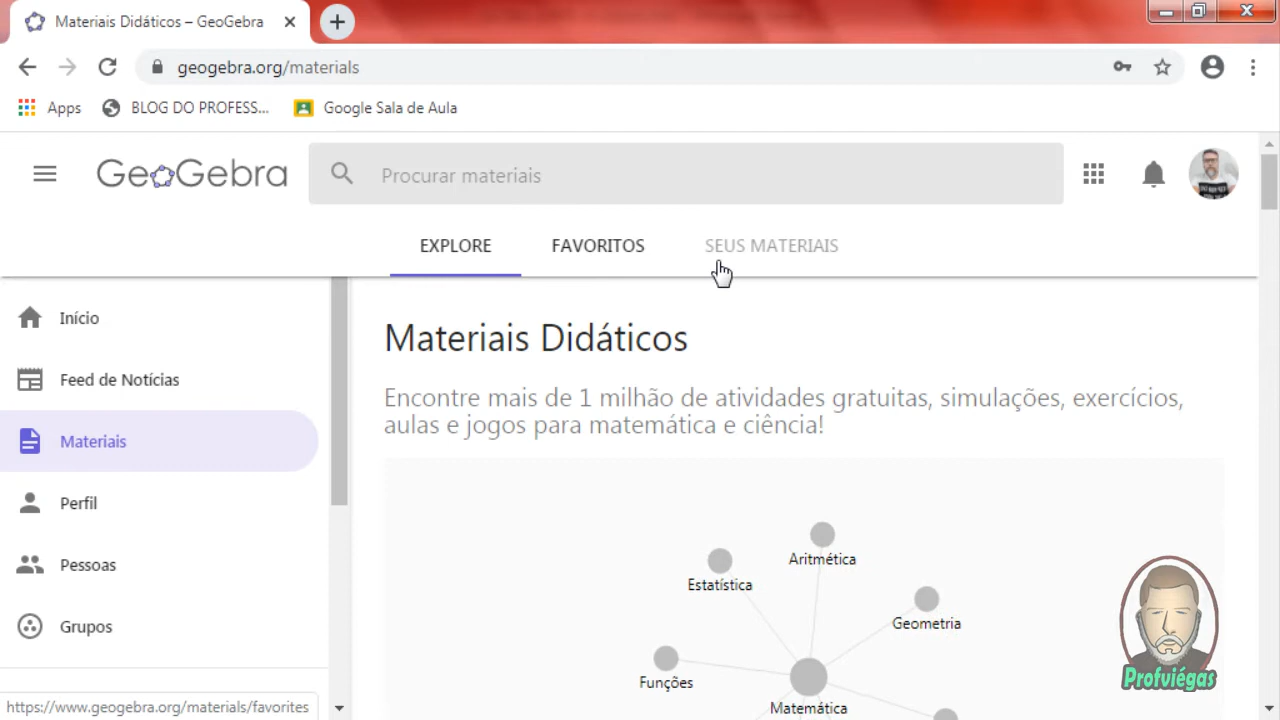 Materiais Didáticos – GeoGebra
geogebra.org/materials
Apps
BLOG DO PROFESS...
Google Sala de Aula
GeoGebra
Procurar materiais
EXPLORE
FAVORITOS
SEUS MATERIAIS
Início
Feed de Notícias
Materiais
Perfil
Pessoas
Grupos
Materiais Didáticos
Encontre mais de 1 milhão de atividades gratuitas, simulações, exercícios,
aulas e jogos para matemática e ciência!
Aritmética
Estatística
Geometria
Funções
Matemática
Profviégas
https://www.geogebra.org/materials/favorites